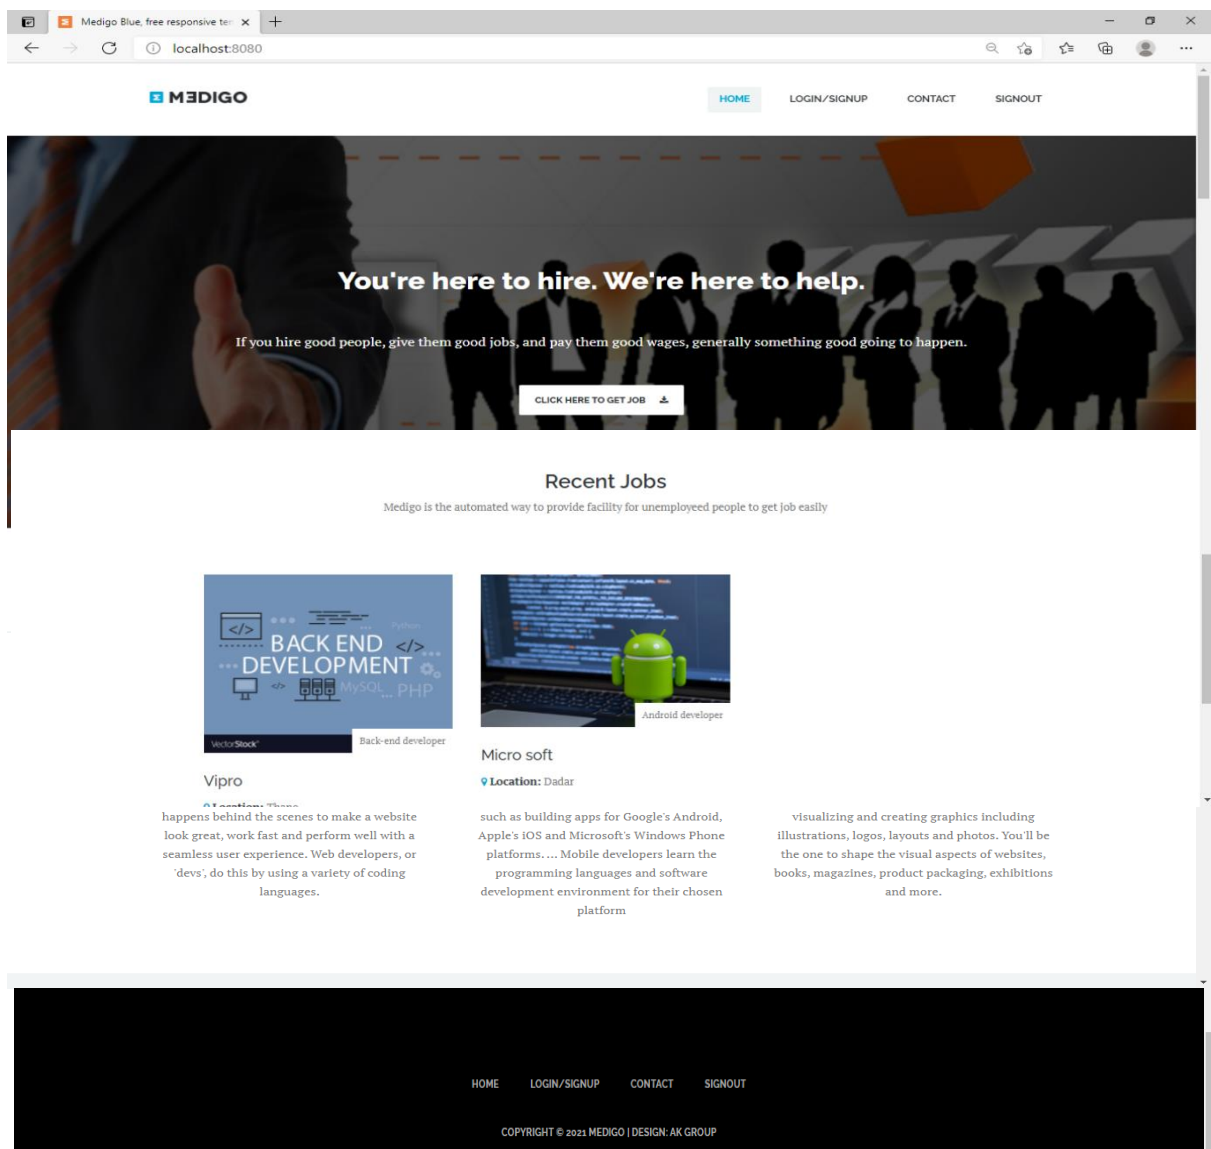 Medigo Blue, free responsive ter
localhost:8080
MEDIGO
HOME LOGIN/SIGNUP CONTACT SIGNOUT
You're here to hire. We're here to help.
If you hire good people, give them good jobs, and pay them good wages, generally something good going to happen.
CLICK HERE TO GET JOB
Recent Jobs
Medigo is the automated way to provide facility for unemployeed people to get job easily
</>
Python
BACK END </>
DEVELOPMENT
</> MySQL PHP
VectorStock
Back-end developer
Android developer
Vipro
Location: Thane
Micro soft
Location: Dadar
happens behind the scenes to make a website
look great, work fast and perform well with a
seamless user experience. Web developers, or
'devs', do this by using a variety of coding
languages.
such as building apps for Google's Android,
Apple's iOS and Microsoft's Windows Phone
platforms. ... Mobile developers learn the
programming languages and software
development environment for their chosen
platform
visualizing and creating graphics including
illustrations, logos, layouts and photos. You'll be
the one to shape the visual aspects of websites,
books, magazines, product packaging, exhibitions
and more.
HOME LOGIN/SIGNUP CONTACT SIGNOUT
COPYRIGHT © 2021 MEDIGO | DESIGN: AK GROUP